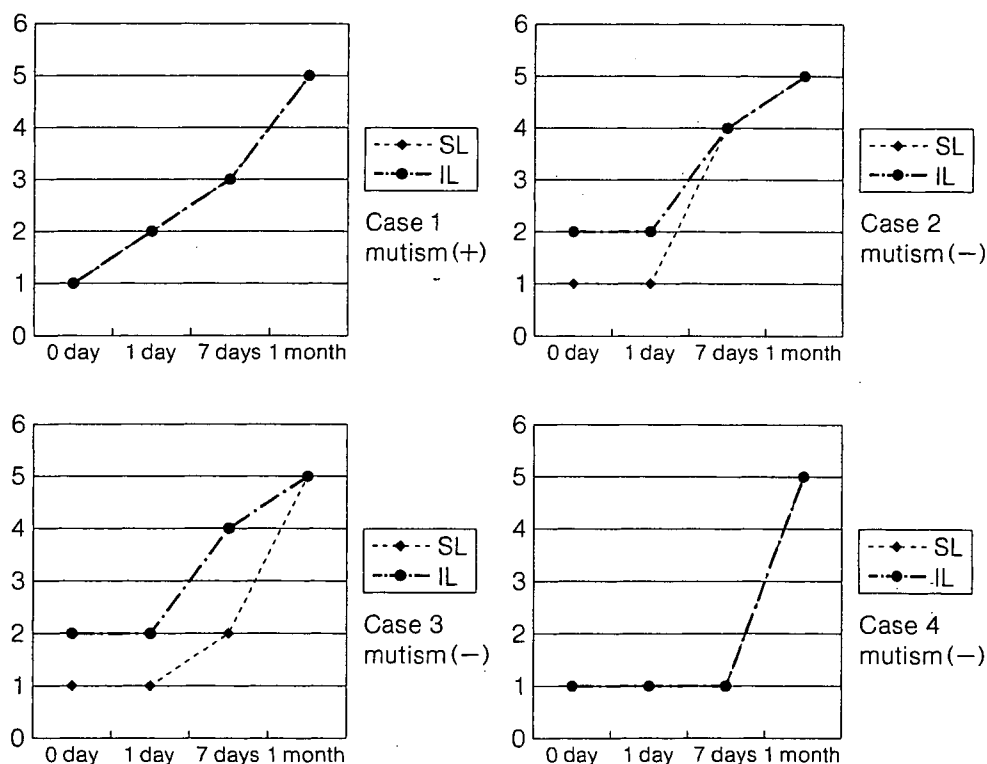 6
5
4
3
2
1
0
0 day 1 day 7 days 1 month
SL
IL
Case 1
mutism (+)
6
5
4
3
2
1
0
0 day 1 day 7 days 1 month
SL
IL
Case 2
mutism (−)
6
5
4
3
2
1
0
0 day 1 day 7 days 1 month
SL
IL
Case 3
mutism (−)
6
5
4
3
2
1
0
0 day 1 day 7 days 1 month
SL
IL
Case 4
mutism (−)